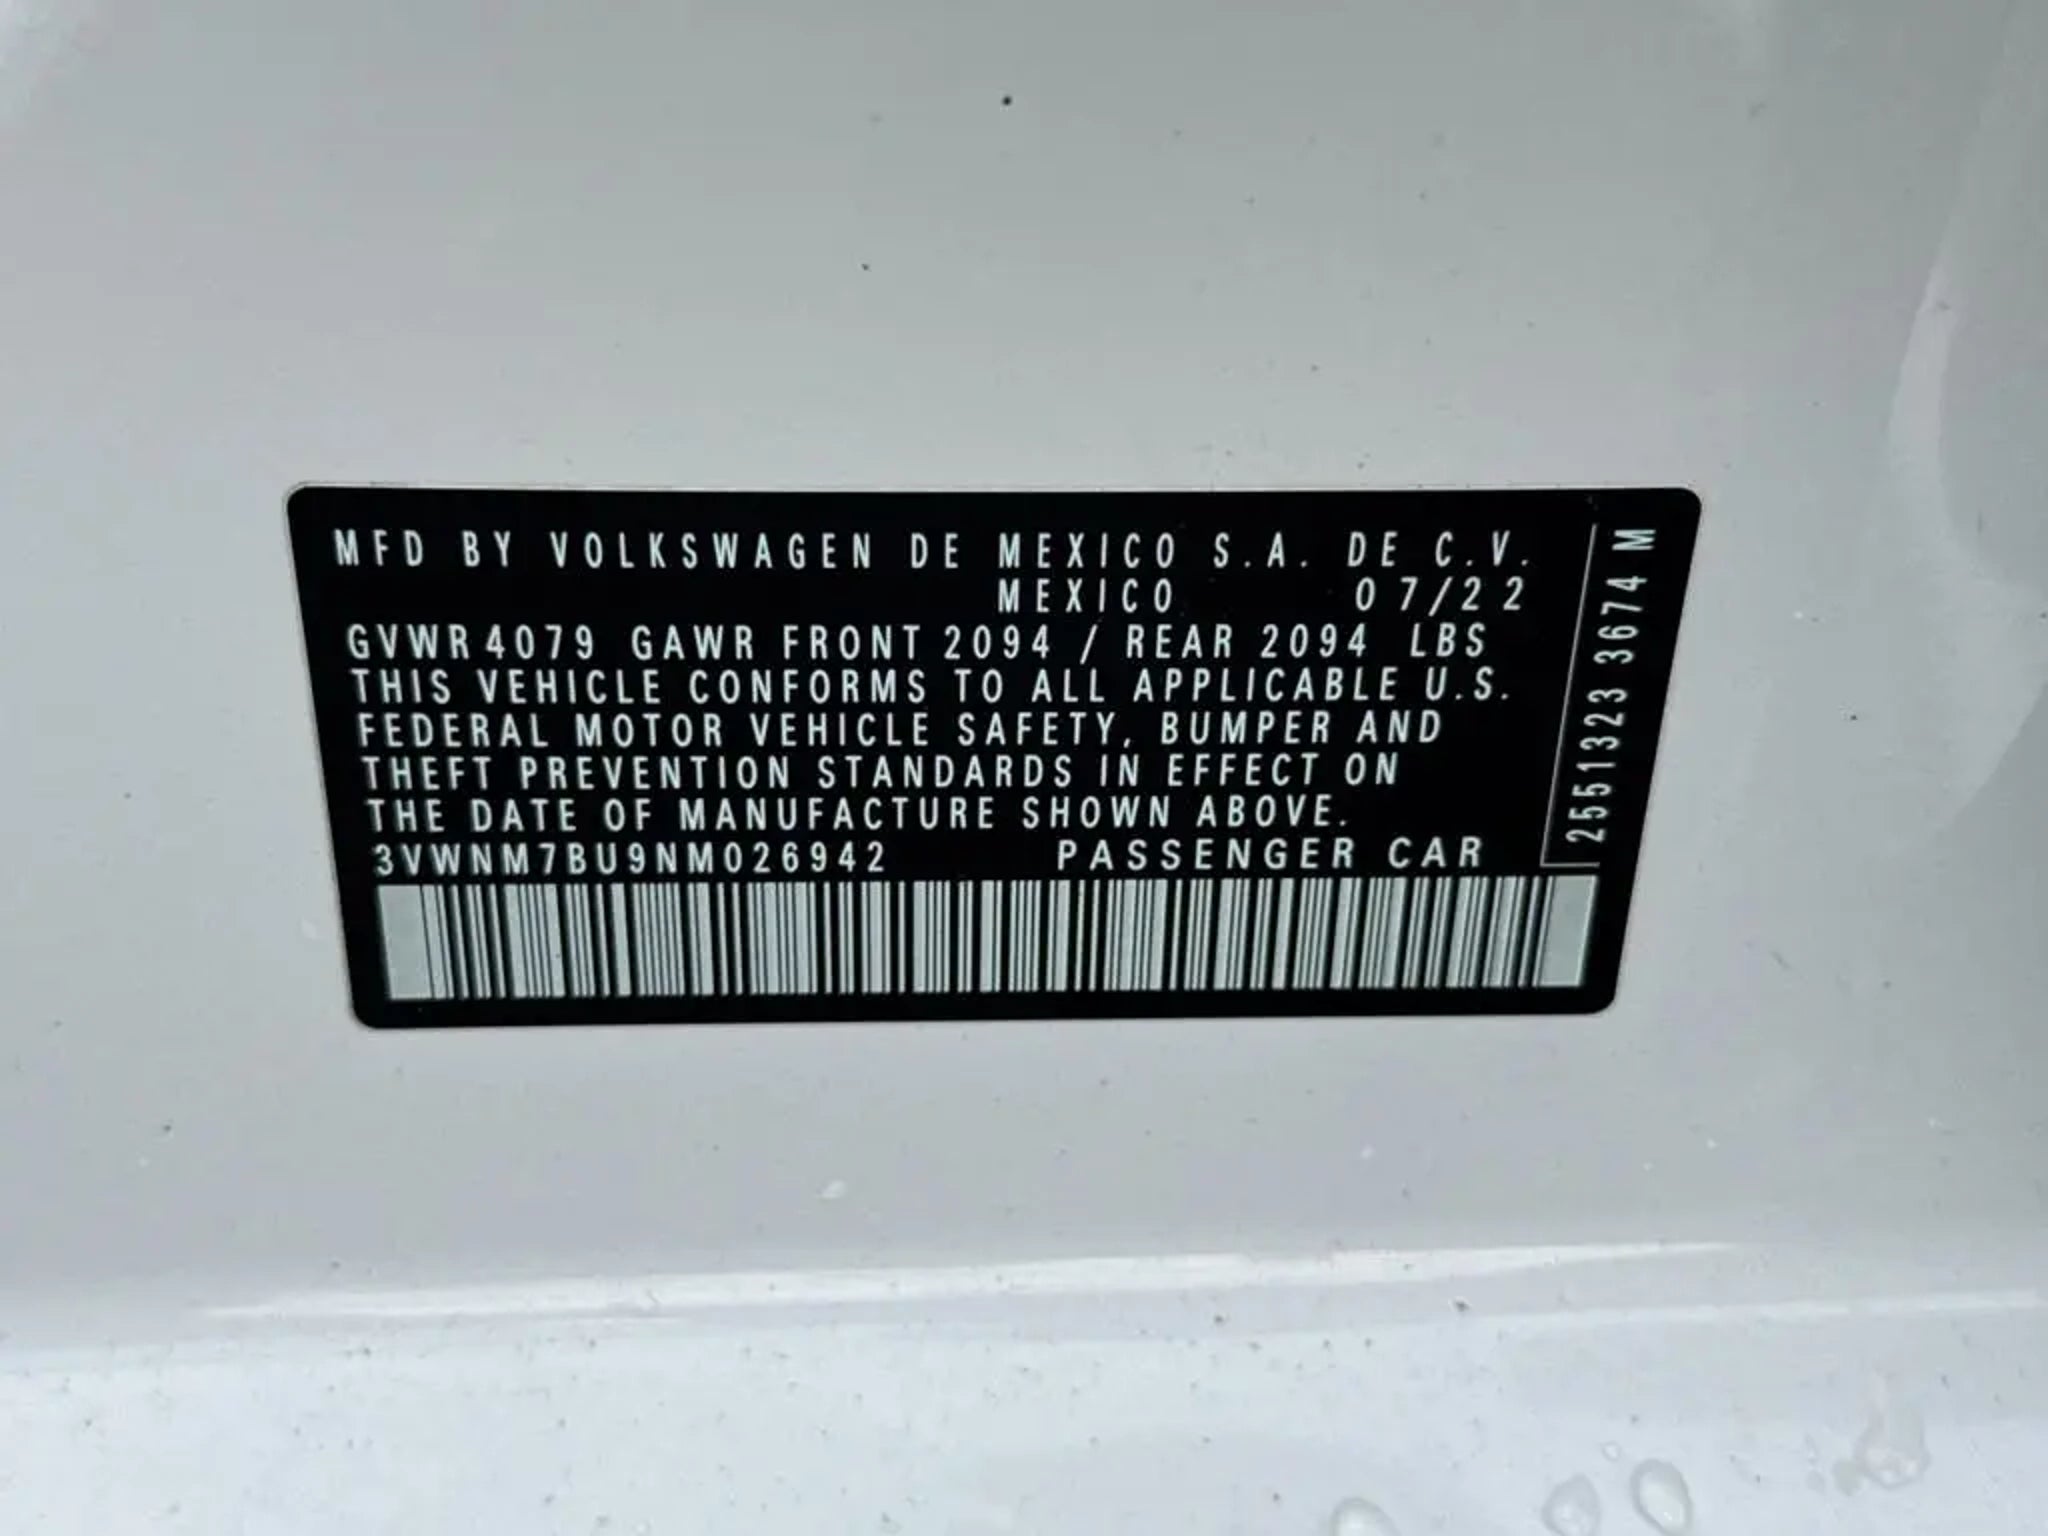 MFD BY VOLKSWAGEN DE MEXICO S.A. DE C.V.
MEXICO 07/22
GVWR 4079 GAWR FRONT 2094 / REAR 2094 LBS
THIS VEHICLE CONFORMS TO ALL APPLICABLE U.S.
FEDERAL MOTOR VEHICLE SAFETY, BUMPER AND
THEFT PREVENTION STANDARDS IN EFFECT ON
THE DATE OF MANUFACTURE SHOWN ABOVE.
3VWNM7BU9NM026942 PASSENGER CAR
2551323 3674 M